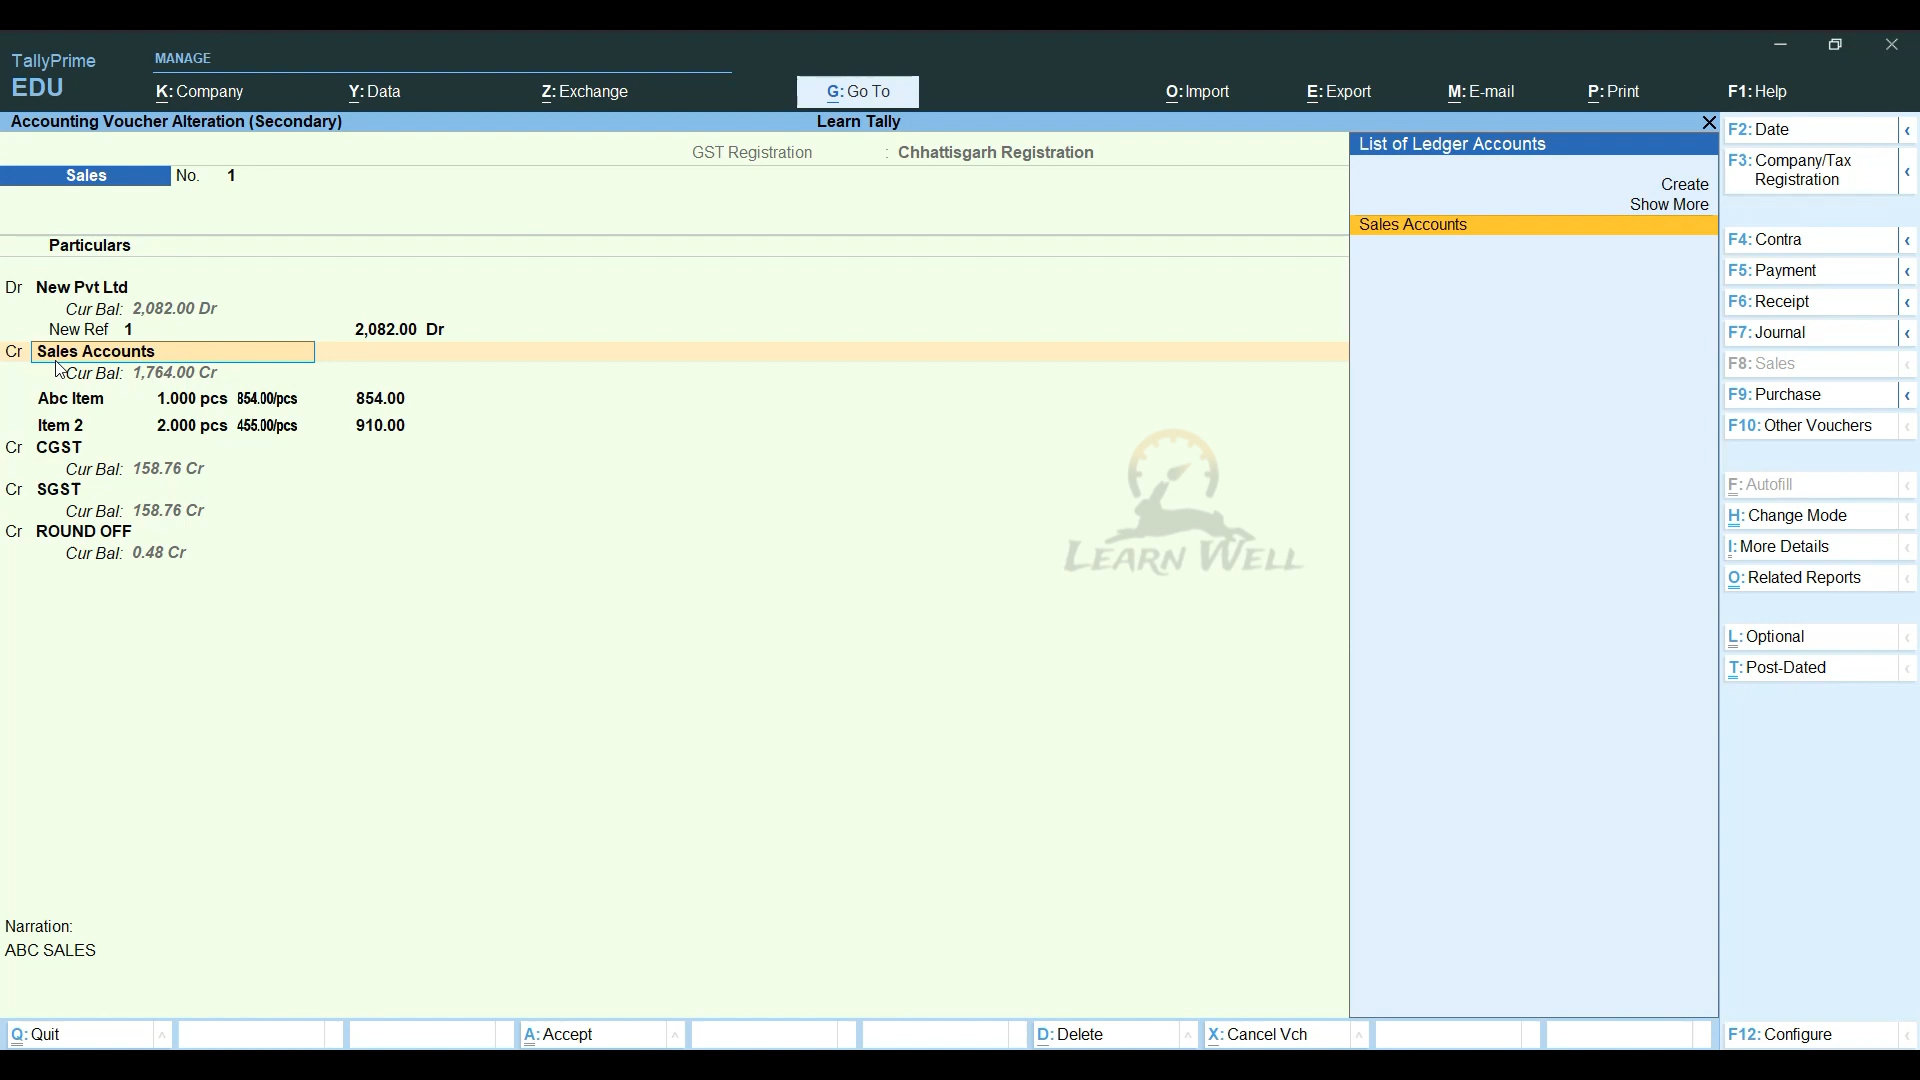 TallyPrime
EDU
MANAGE
K: Company
Y: Data
Z: Exchange
G: Go To
O: Import
E: Export
M: E-mail
P: Print
F1: Help
Accounting Voucher Alteration (Secondary)
Learn Tally
GST Registration : Chhattisgarh Registration
Sales No. 1
Particulars
Dr New Pvt Ltd
Cur Bal: 2,082.00 Dr
New Ref 1 2,082.00 Dr
Cr Sales Accounts
Cur Bal: 1,764.00 Cr
Abc Item 1.000 pcs 854.00/pcs 854.00
Item 2 2.000 pcs 455.00/pcs 910.00
Cr CGST
Cur Bal: 158.76 Cr
Cr SGST
Cur Bal: 158.76 Cr
Cr ROUND OFF
Cur Bal: 0.48 Cr
LEARN WELL
Narration:
ABC SALES
List of Ledger Accounts
Create
Show More
Sales Accounts
F2: Date
F3: Company/Tax
Registration
F4: Contra
F5: Payment
F6: Receipt
F7: Journal
F8: Sales
F9: Purchase
F10: Other Vouchers
F: Autofill
H: Change Mode
I: More Details
O: Related Reports
L: Optional
T: Post-Dated
Q: Quit
A: Accept
D: Delete
X: Cancel Vch
F12: Configure